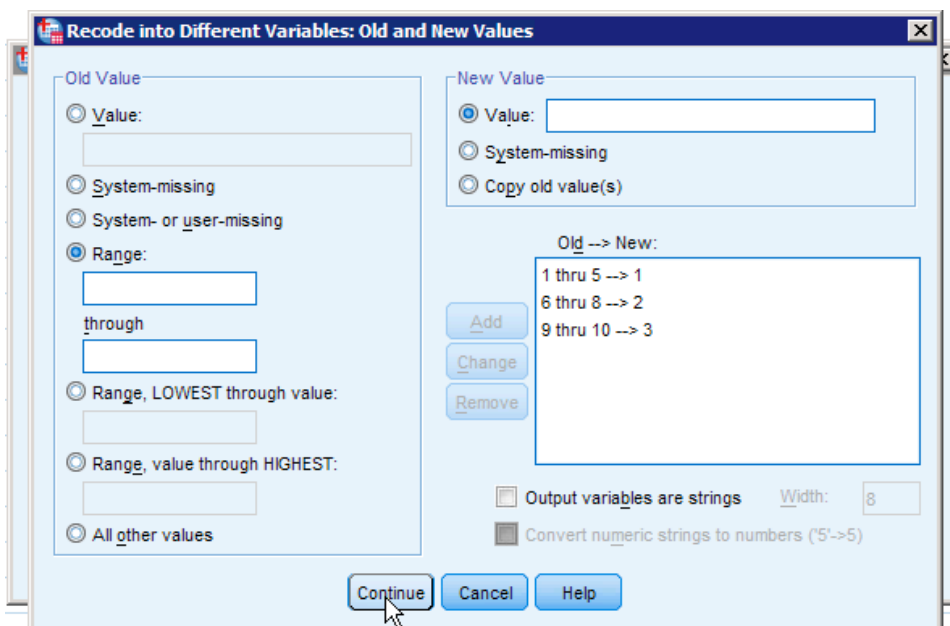 Recode into Different Variables: Old and New Values
Old Value
Value:
System-missing
System- or user-missing
Range:
through
Range, LOWEST through value:
Range, value through HIGHEST:
All other values
New Value
Value:
System-missing
Copy old value(s)
Old --> New:
1 thru 5 --> 1
6 thru 8 --> 2
9 thru 10 --> 3
Add
Change
Remove
Output variables are strings Width: 8
Convert numeric strings to numbers ('5'->5)
Continue Cancel Help